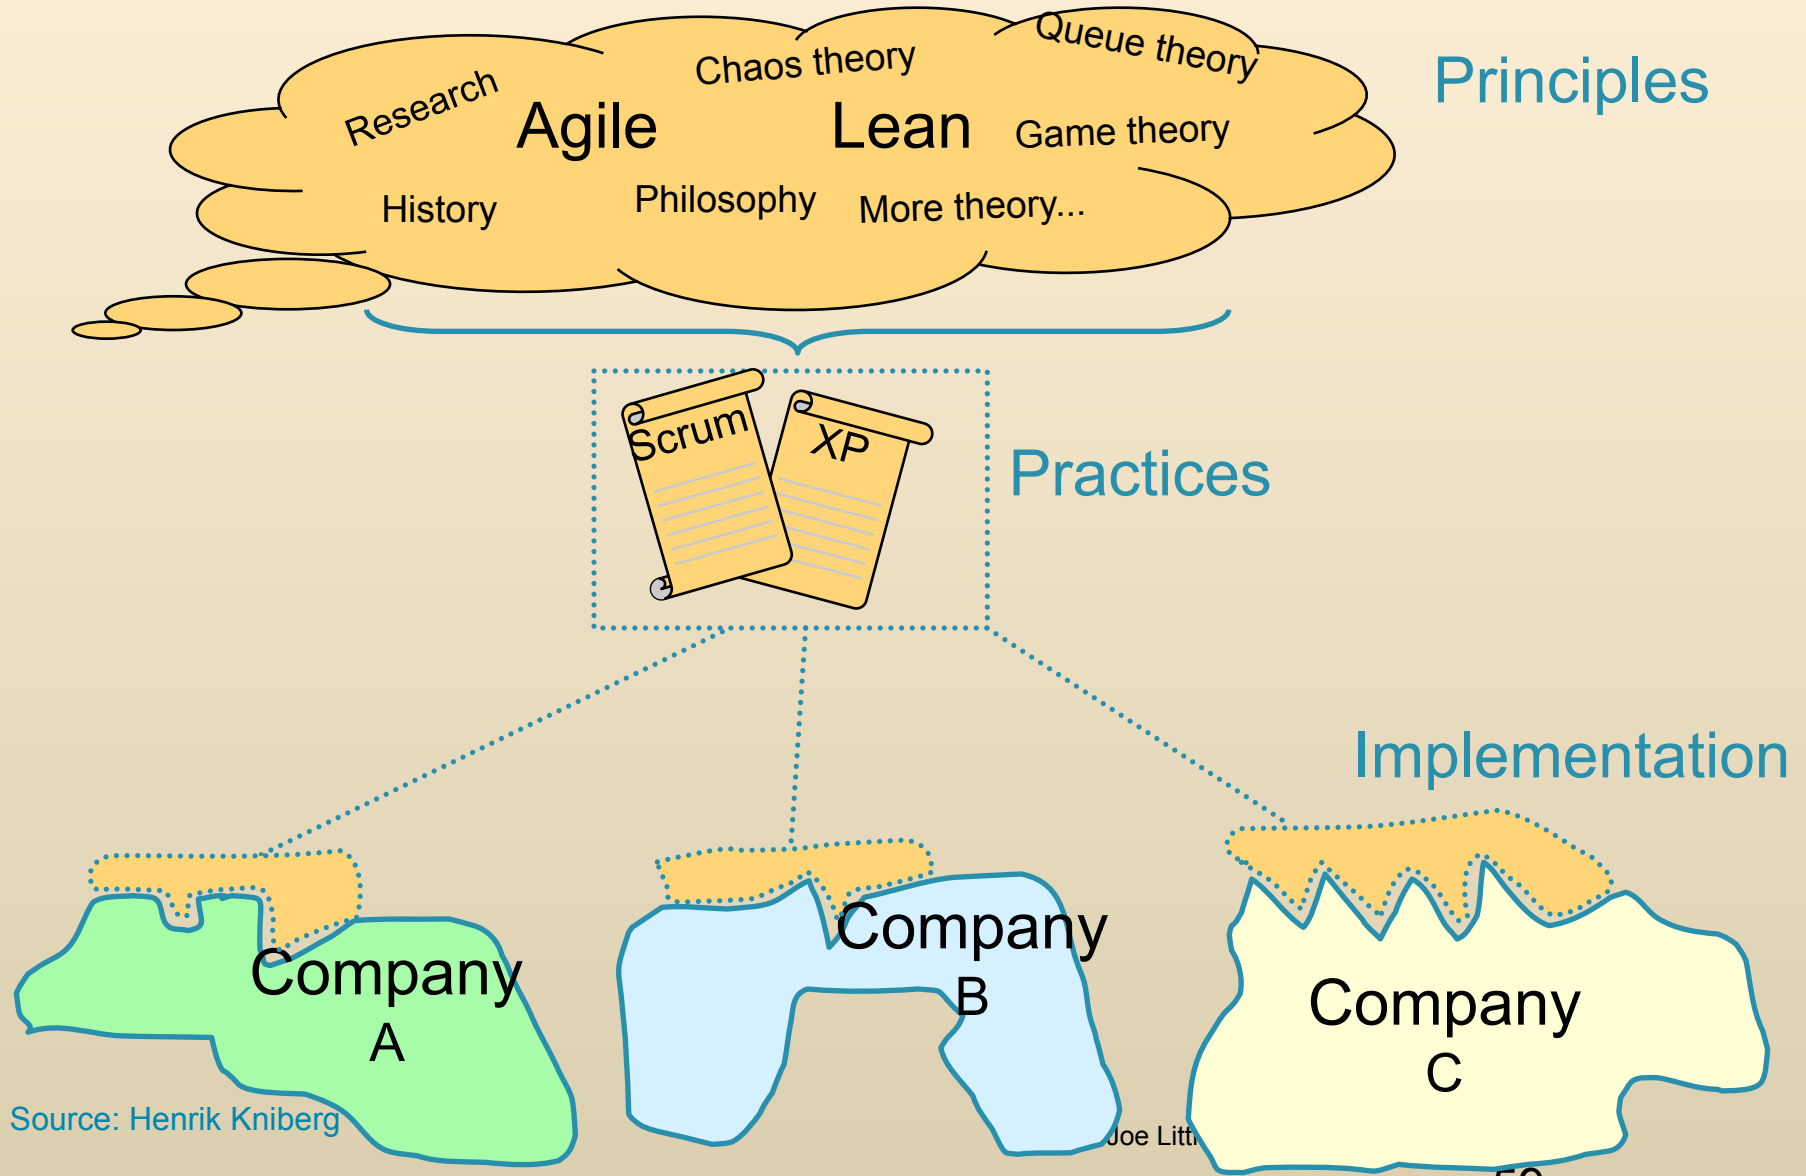 Queue theory
Chaos theory
Principles
Research
Agile
Lean
Game theory
History
Philosophy
More theory...
Scrum
XP
Practices
Implementation
Company
A
Company
B
Company
C
Source: Henrik Kniberg
Joe